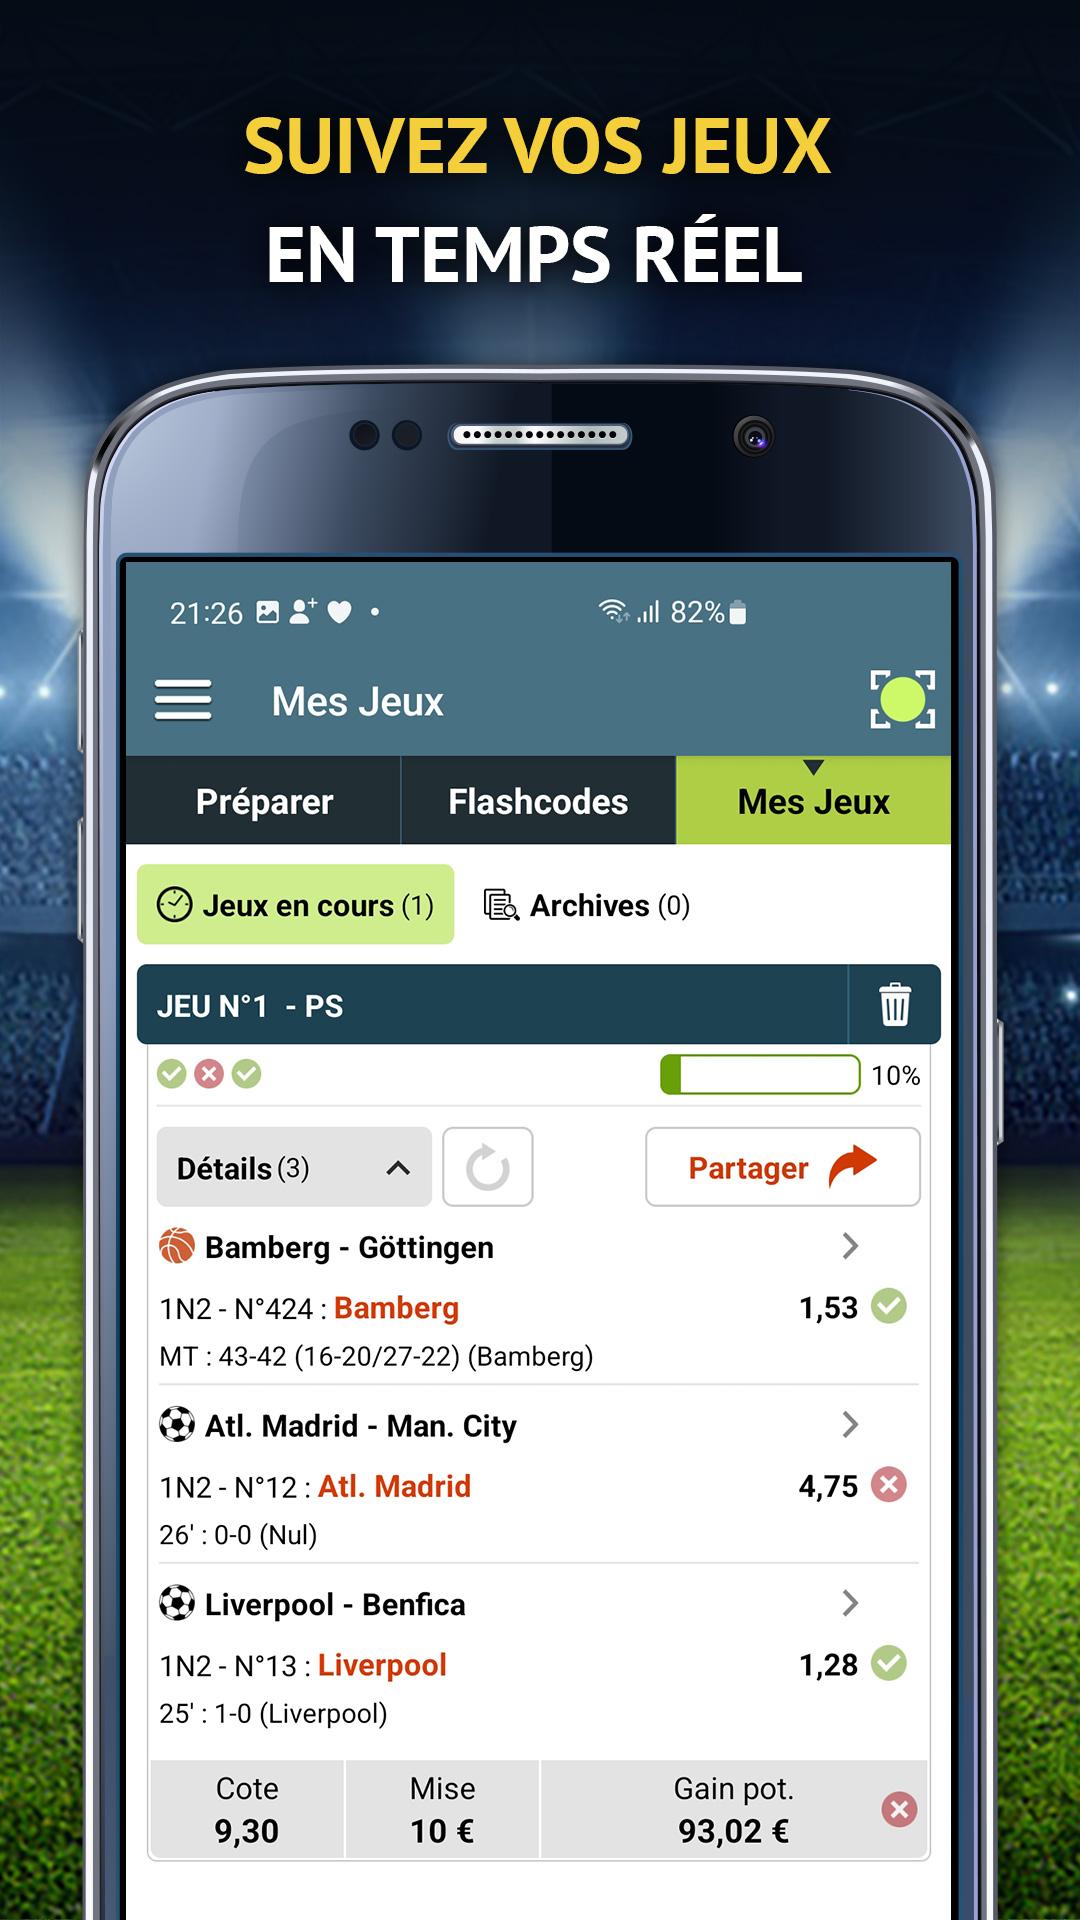 SUIVEZ VOS JEUX
EN TEMPS RÉEL
21:26 82%
Mes Jeux
Préparer Flashcodes Mes Jeux
Jeux en cours (1) Archives (0)
JEU N°1 - PS
10%
Détails (3) Partager
Bamberg - Göttingen
1N2 - N°424 : Bamberg 1,53
MT : 43-42 (16-20/27-22) (Bamberg)
Atl. Madrid - Man. City
1N2 - N°12 : Atl. Madrid 4,75
26' : 0-0 (Nul)
Liverpool - Benfica
1N2 - N°13 : Liverpool 1,28
25' : 1-0 (Liverpool)
Cote Mise Gain pot.
9,30 10 € 93,02 €